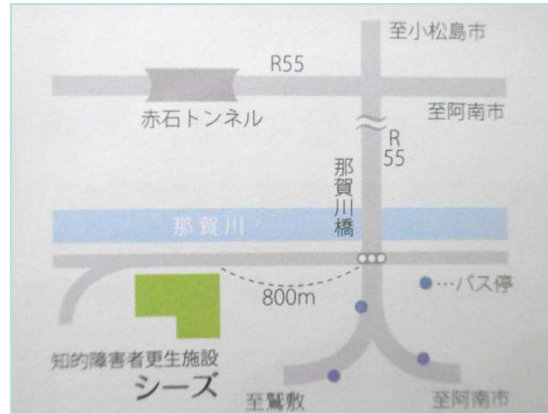 至小松島市
R55
赤石トンネル
至阿南市
R
55
那賀川橋
那賀川
800m
…バス停
知的障害者更生施設
シーズ
至鷲敷
至阿南市